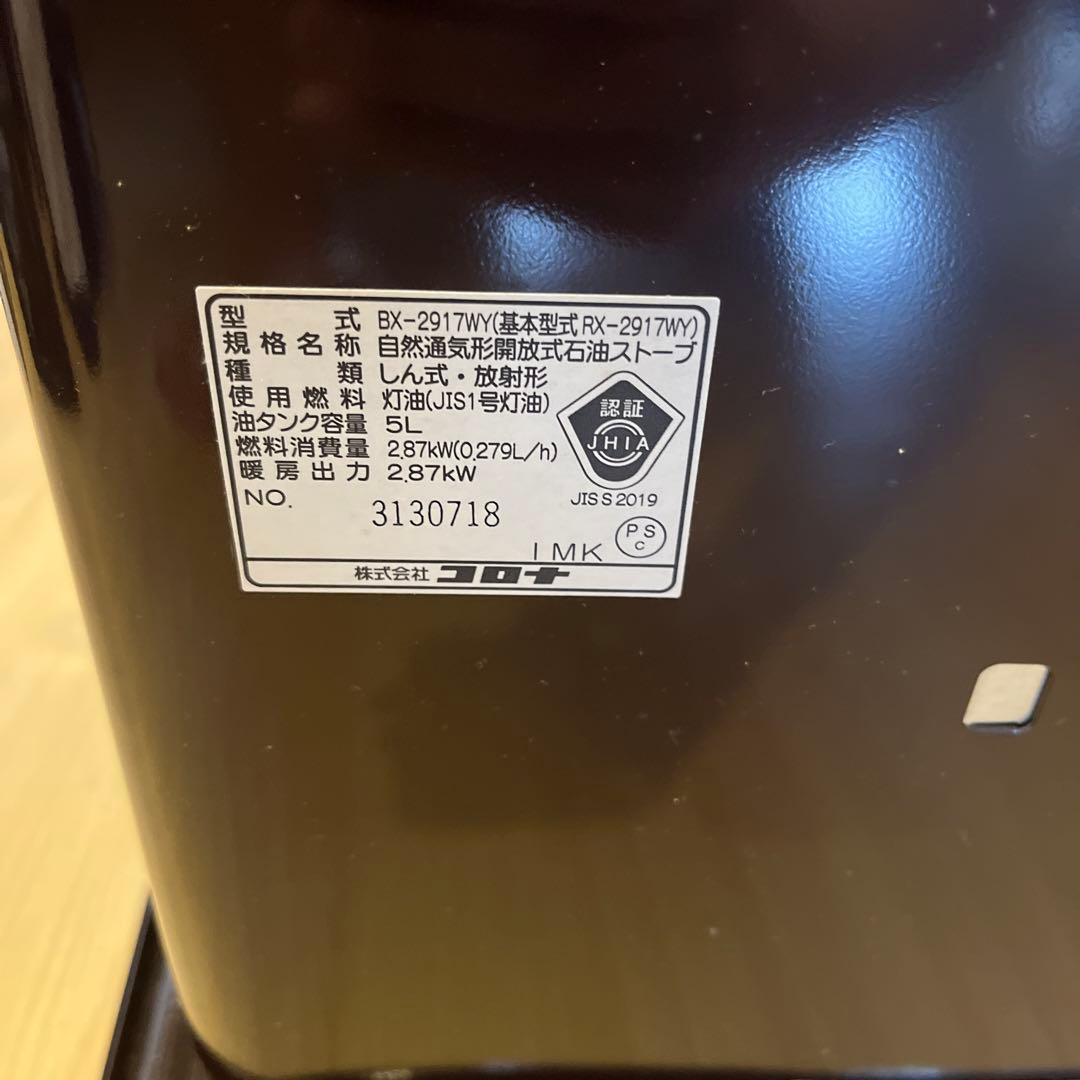 型式 BX-2917WY(基本型式RX-2917WY)
規格名称 自然通気形開放式石油ストーブ
種類 しん式・放射形
使用燃料 灯油(JIS1号灯油)
油タンク容量 5L
燃料消費量 2.87kW(0.279L/h)
暖房出力 2.87kW
認証
JHIA
JIS S 2019
NO. 3130718
IMK
PS
C
株式会社 コロナ